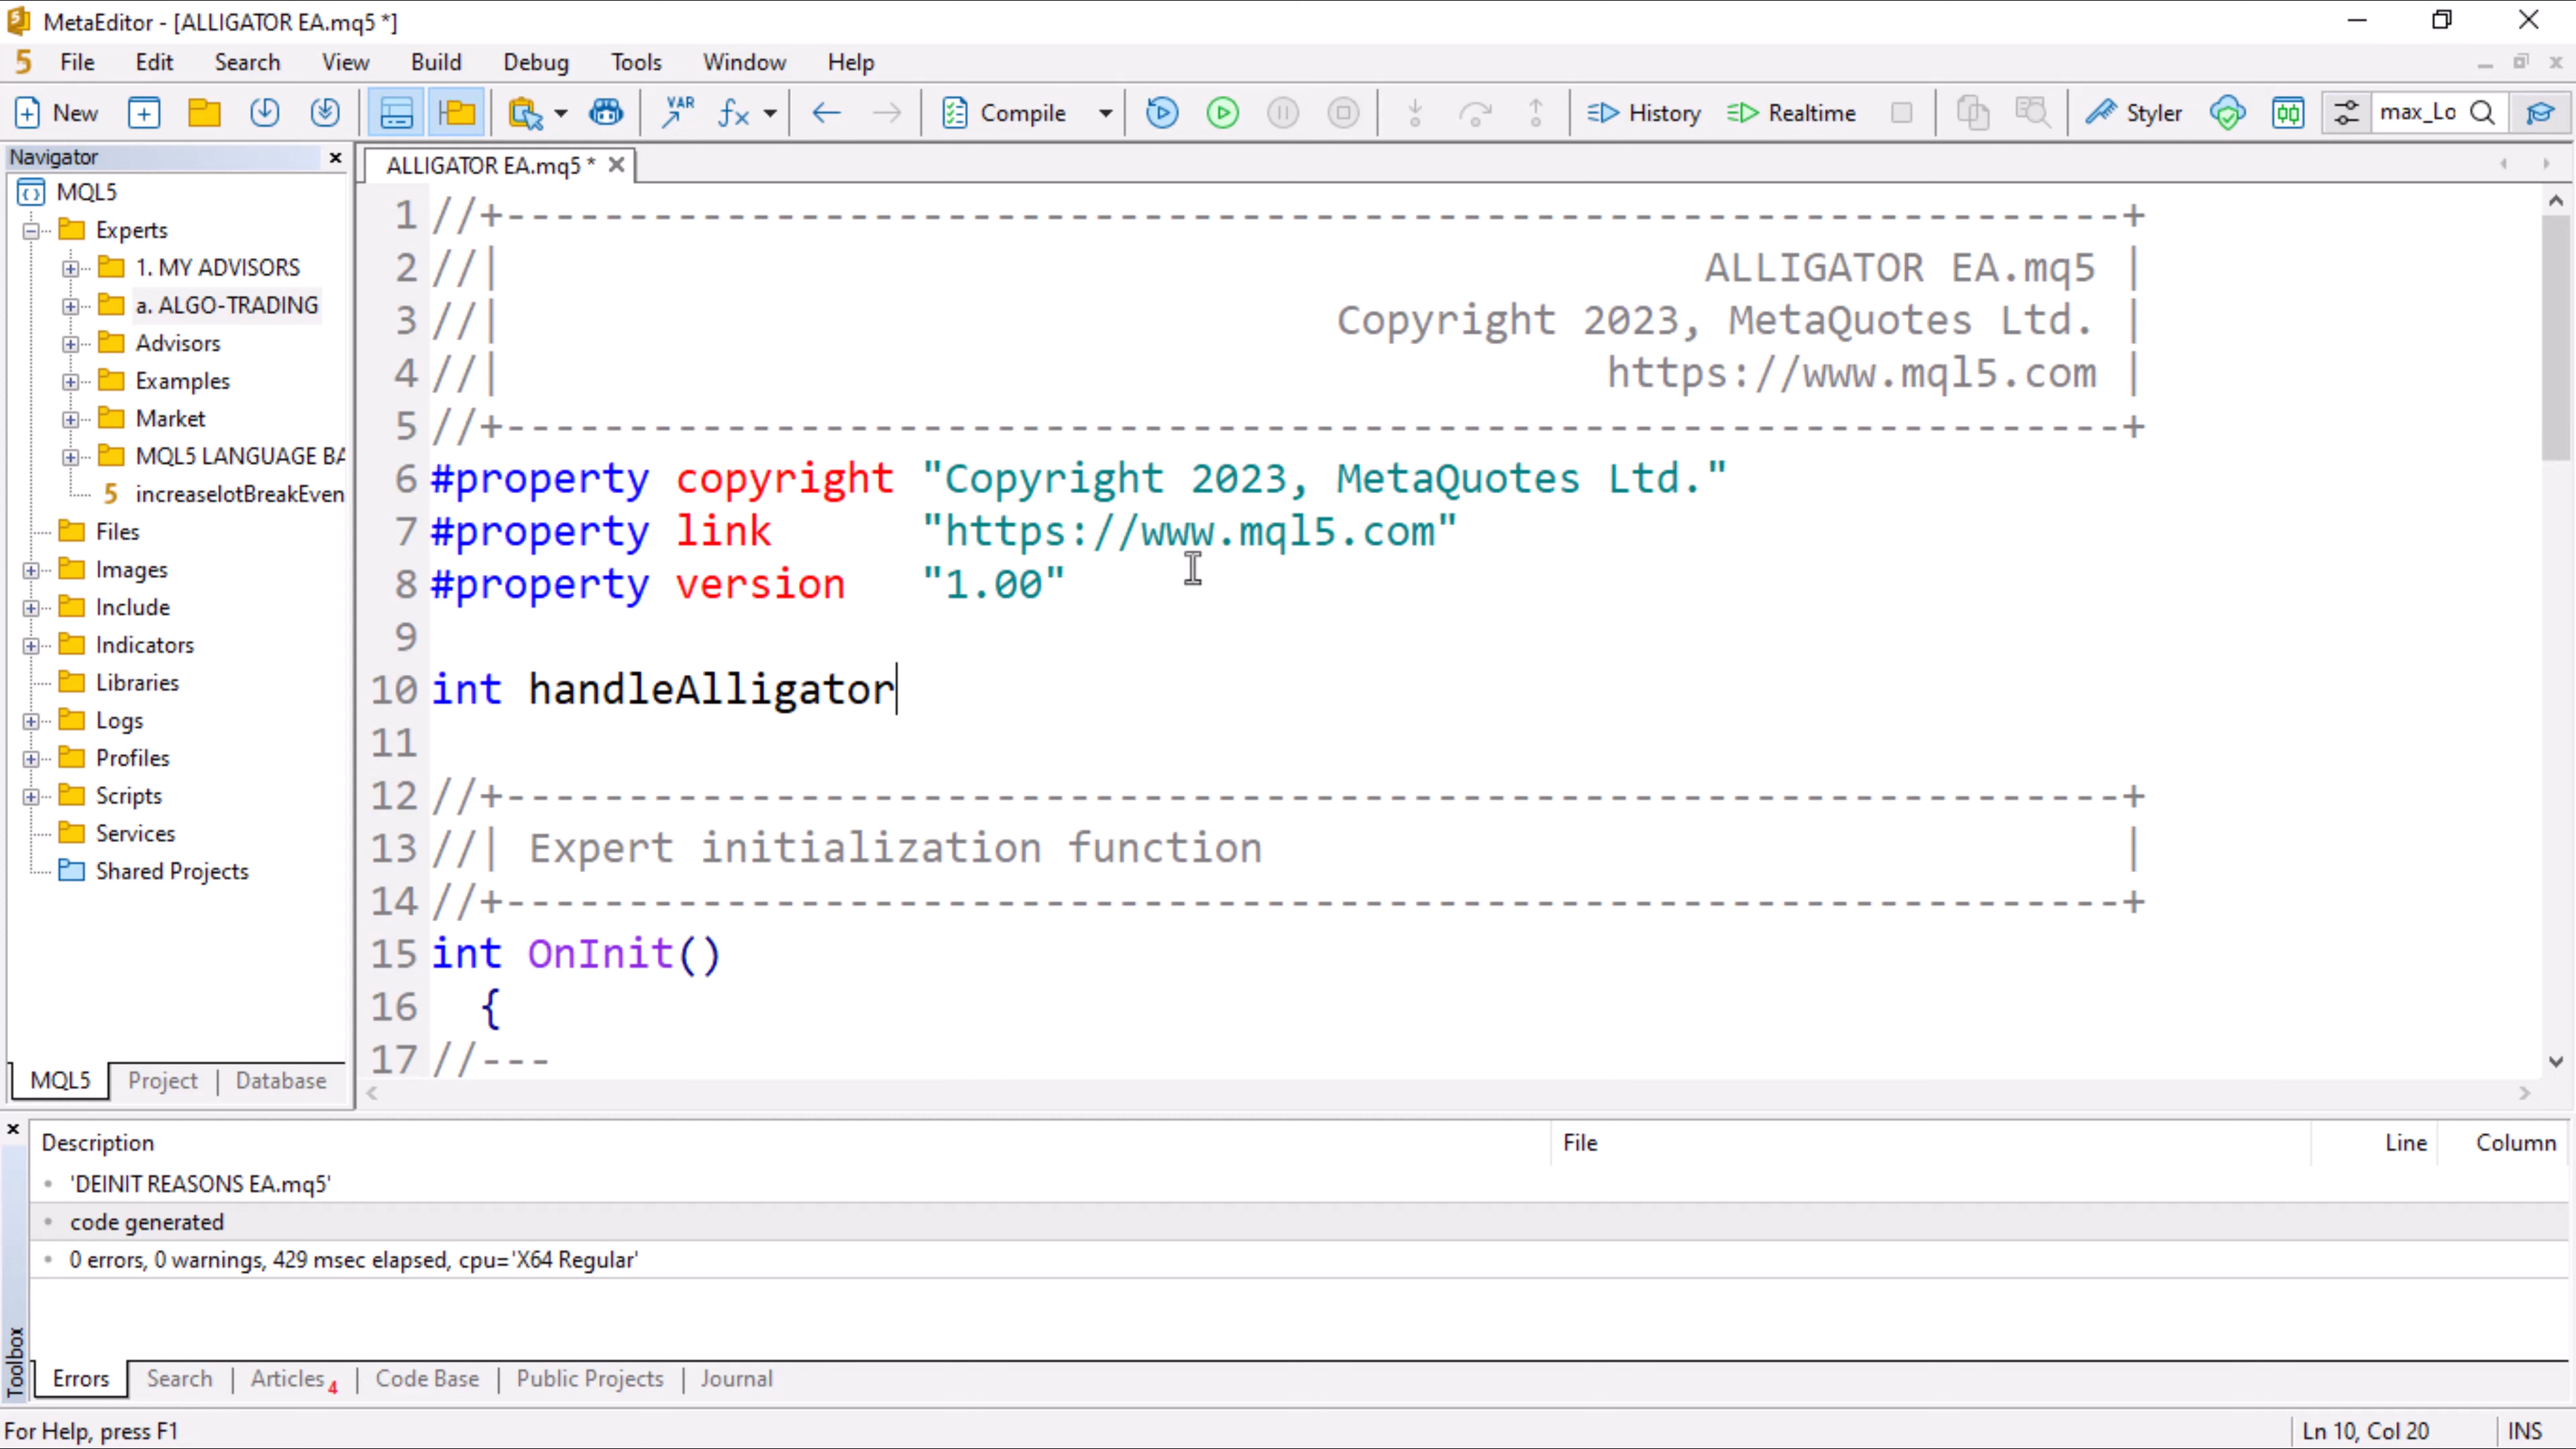 MetaEditor - [ALLIGATOR EA.mq5 *]
File Edit Search View Build Debug Tools Window Help
New VAR fx Compile History Realtime Styler max_Lo
Navigator
MQL5
Experts
1. MY ADVISORS
a. ALGO-TRADING
Advisors
Examples
Market
MQL5 LANGUAGE BA
increaselotBreakEven
Files
Images
Include
Indicators
Libraries
Logs
Profiles
Scripts
Services
Shared Projects
MQL5 Project Database
ALLIGATOR EA.mq5 *
1 //+------------------------------------------------------------------+
2 //| ALLIGATOR EA.mq5 |
3 //| Copyright 2023, MetaQuotes Ltd. |
4 //| https://www.mql5.com |
5 //+------------------------------------------------------------------+
6 #property copyright "Copyright 2023, MetaQuotes Ltd."
7 #property link "https://www.mql5.com"
8 #property version "1.00"
9
10 int handleAlligator
11
12 //+------------------------------------------------------------------+
13 //| Expert initialization function |
14 //+------------------------------------------------------------------+
15 int OnInit()
16 {
17 //---
Description File Line Column
'DEINIT REASONS EA.mq5'
code generated
0 errors, 0 warnings, 429 msec elapsed, cpu='X64 Regular'
Toolbox
Errors Search Articles 4 Code Base Public Projects Journal
For Help, press F1 Ln 10, Col 20 INS